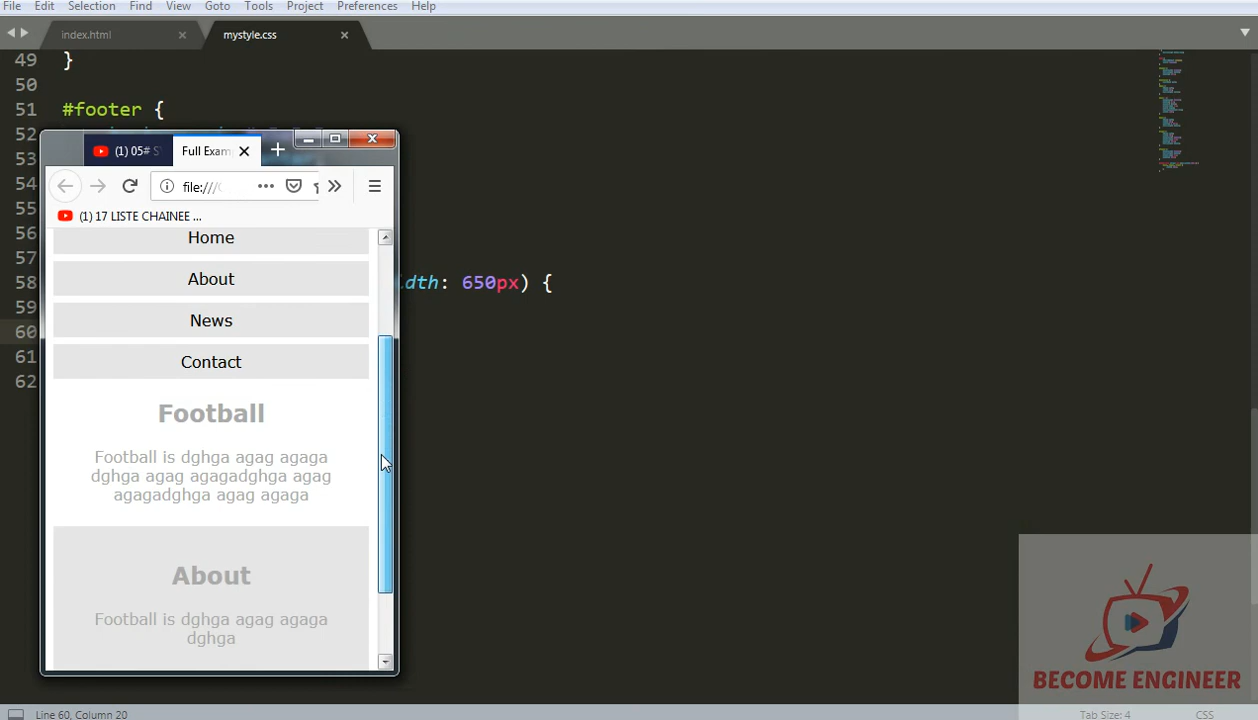 File Edit Selection Find View Goto Tools Project Preferences Help
index.html
mystyle.css
49 }
50
51 #footer {
52
53
54
55
56
57
58 idth: 650px) {
59
60
61
62
(1) 05# S
Full Exam
file:///
(1) 17 LISTE CHAINEE ...
Home
About
News
Contact
Football
Football is dghga agag agaga
dghga agag agagadghga agag
agagadghga agag agaga
About
Football is dghga agag agaga
dghga
BECOME ENGINEER
Line 60, Column 20
Tab Size: 4
CSS